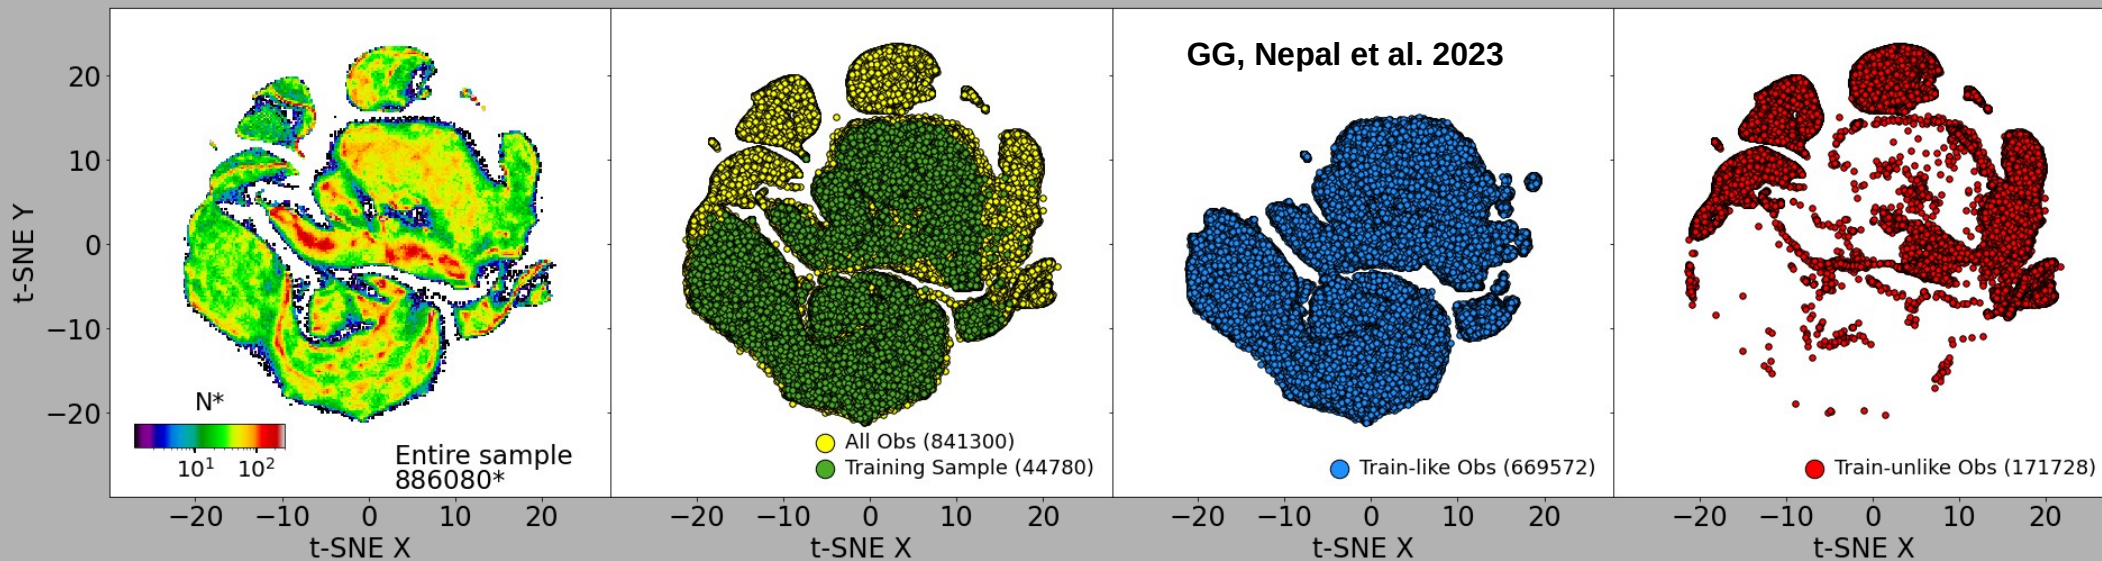 GG, Nepal et al. 2023
t-SNE Y
20
10
0
−10
−20
N*
10¹ 10²
Entire sample
886080*
All Obs (841300)
Training Sample (44780)
Train-like Obs (669572)
Train-unlike Obs (171728)
−20 −10 0 10 20
−20 −10 0 10 20
−20 −10 0 10 20
−20 −10 0 10 20
t-SNE X
t-SNE X
t-SNE X
t-SNE X